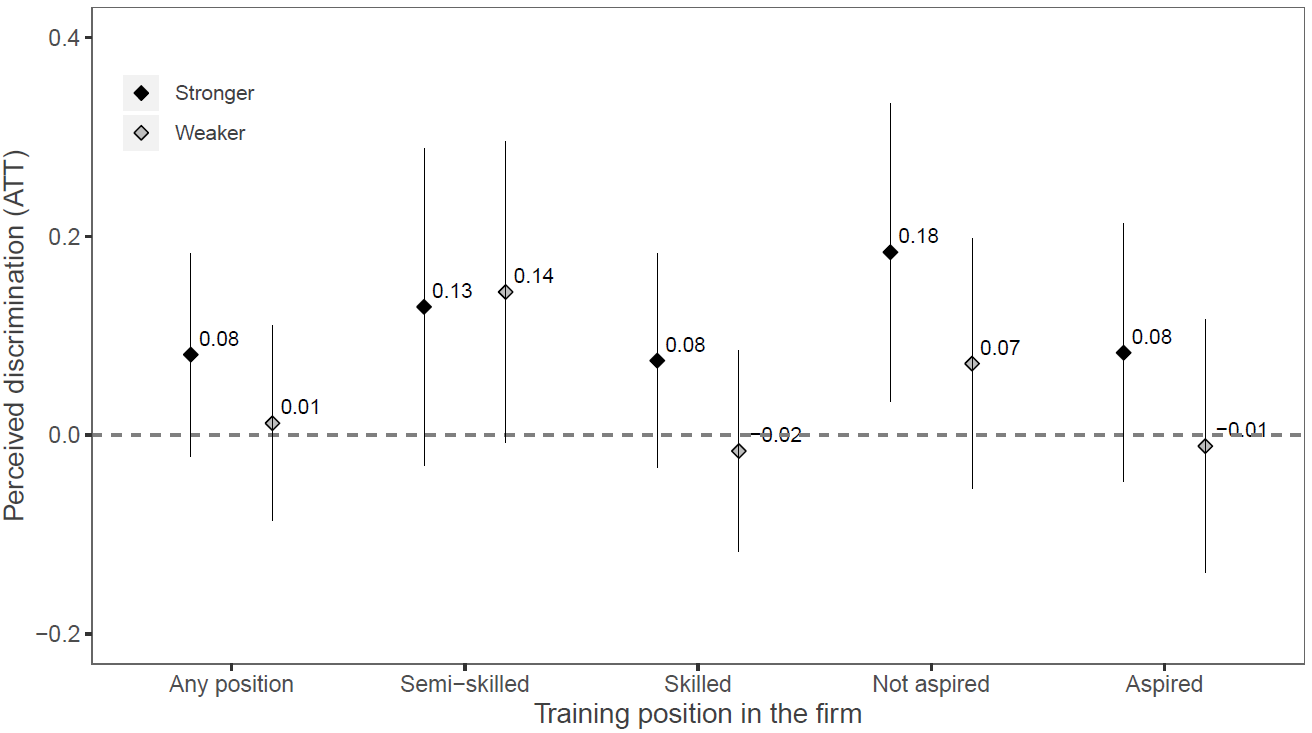 0.4
0.2
0.0
−0.2
Perceived discrimination (ATT)
Stronger
Weaker
0.08
0.01
0.13
0.14
0.08
−0.02
0.18
0.07
0.08
−0.01
Any position
Semi−skilled
Skilled
Not aspired
Aspired
Training position in the firm